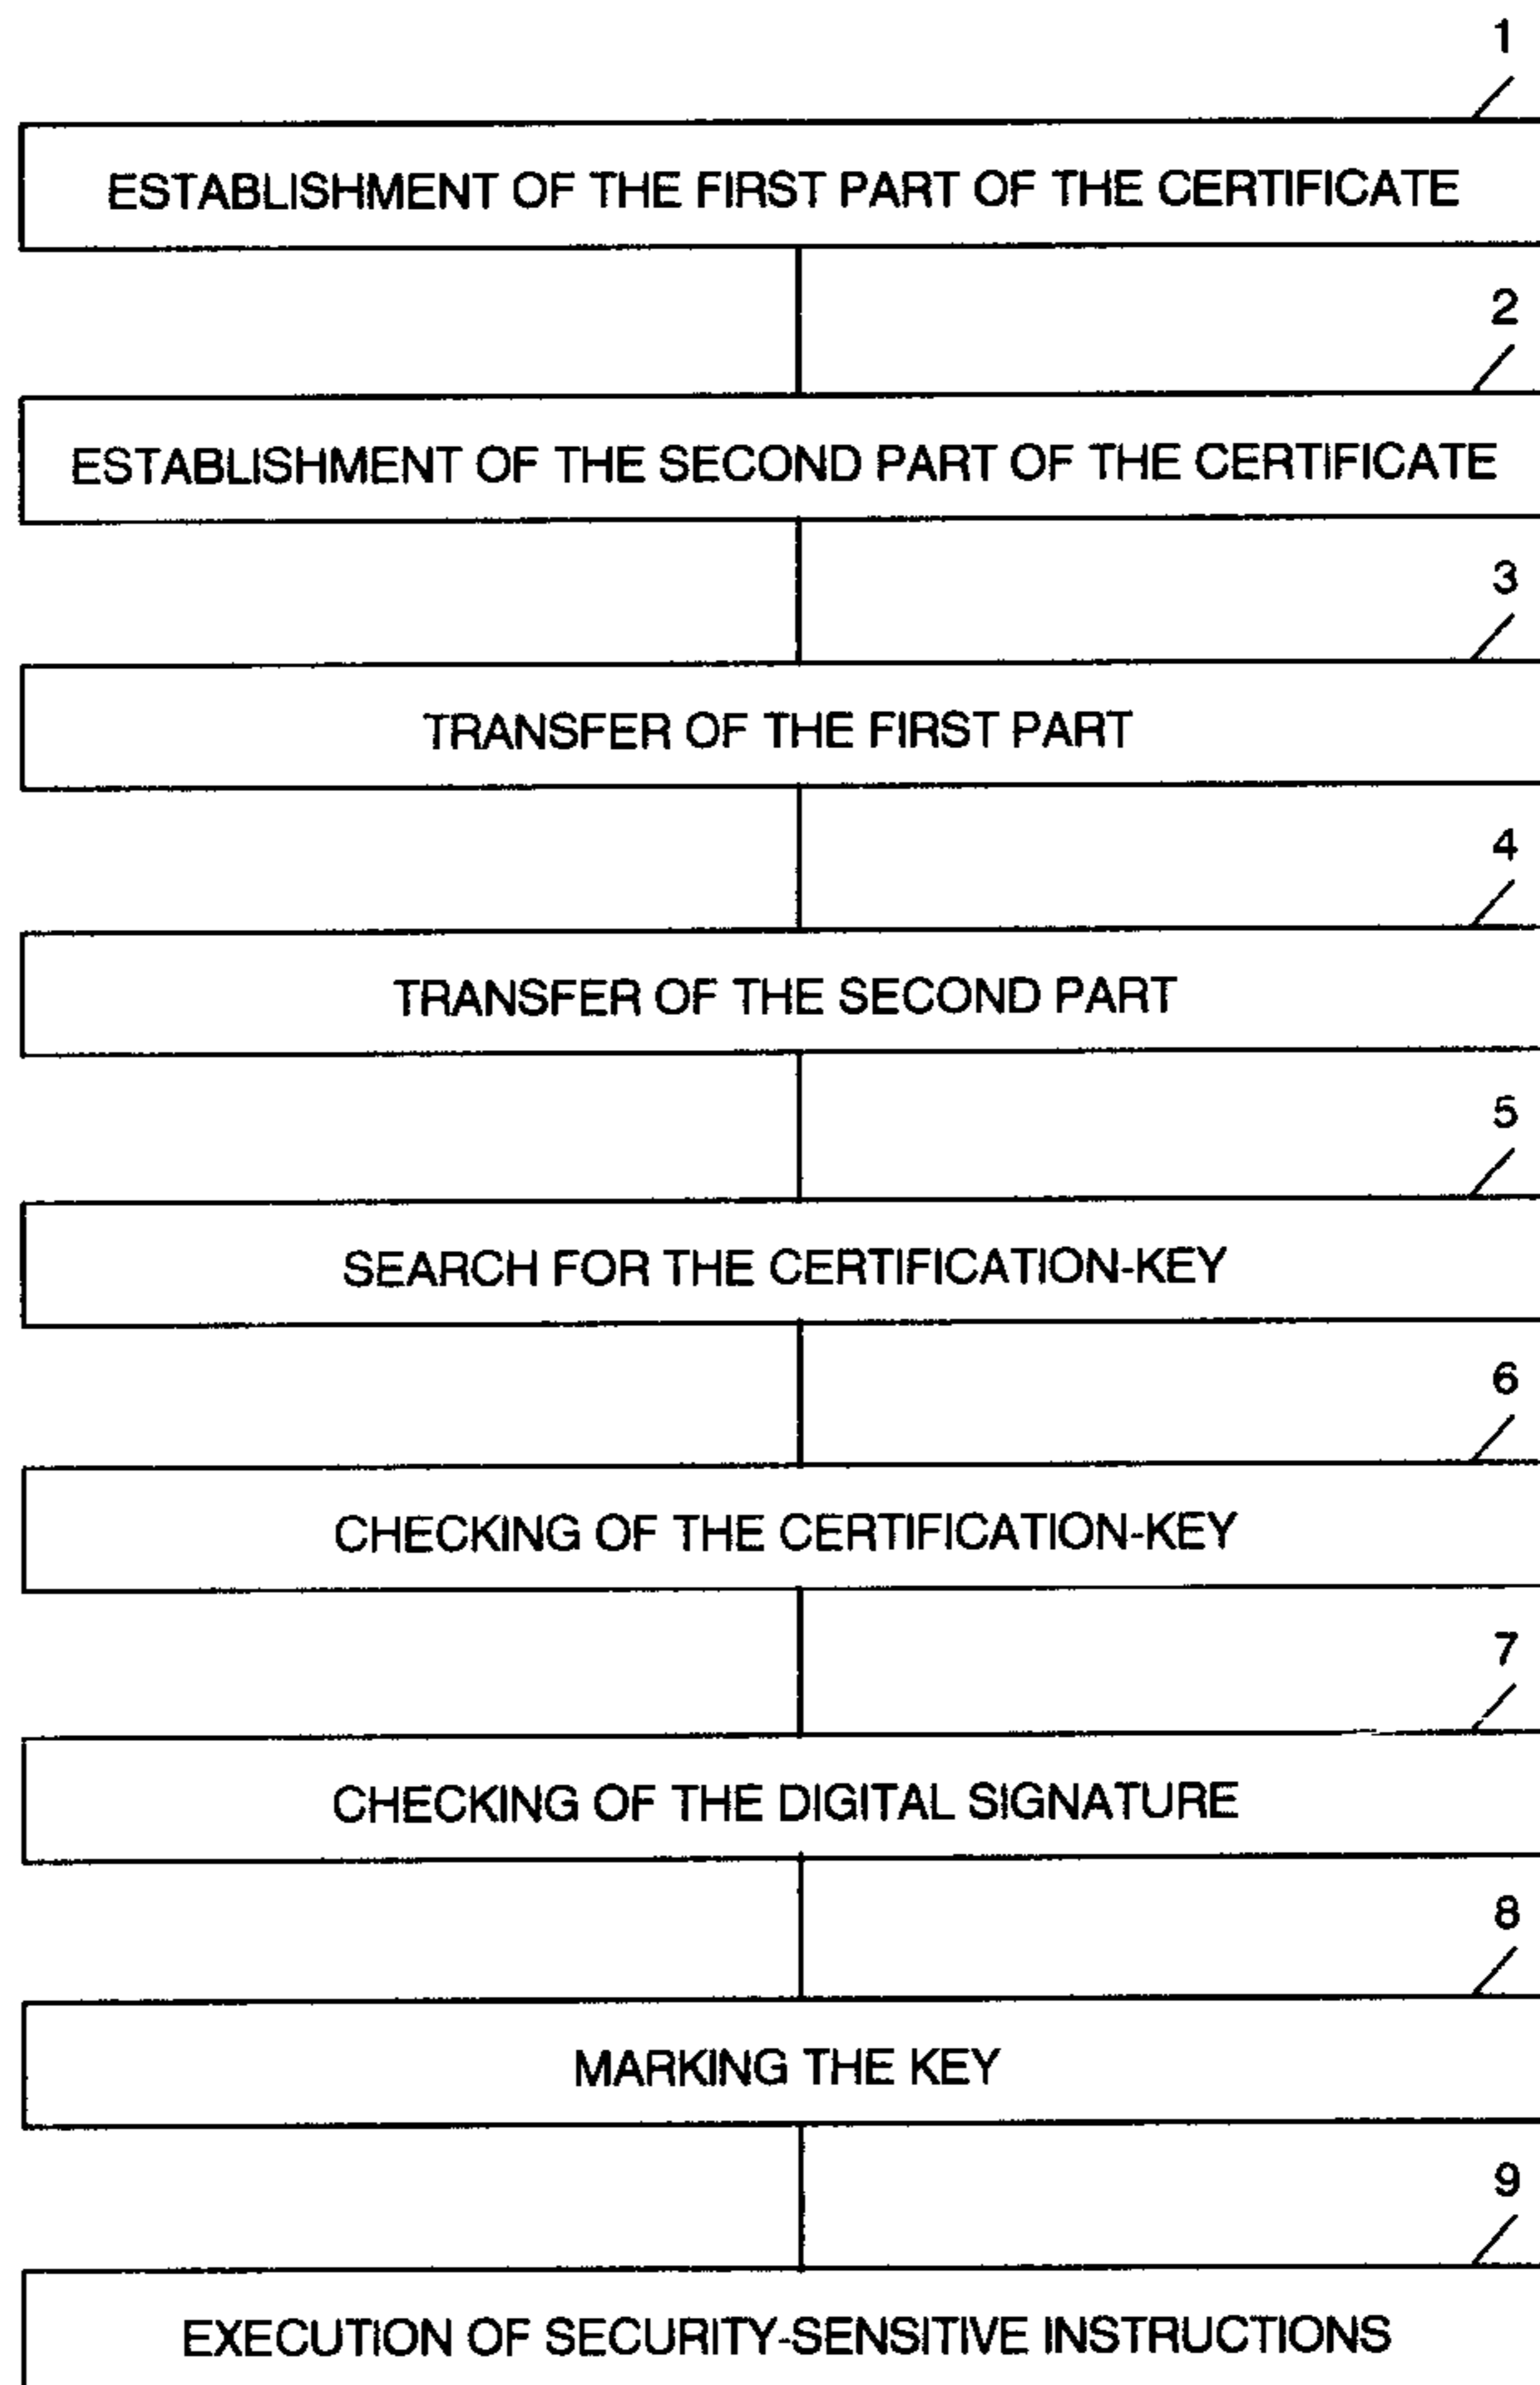 1
ESTABLISHMENT OF THE FIRST PART OF THE CERTIFICATE
2
ESTABLISHMENT OF THE SECOND PART OF THE CERTIFICATE
3
TRANSFER OF THE FIRST PART
4
TRANSFER OF THE SECOND PART
5
SEARCH FOR THE CERTIFICATION-KEY
6
CHECKING OF THE CERTIFICATION-KEY
7
CHECKING OF THE DIGITAL SIGNATURE
8
MARKING THE KEY
9
EXECUTION OF SECURITY-SENSITIVE INSTRUCTIONS